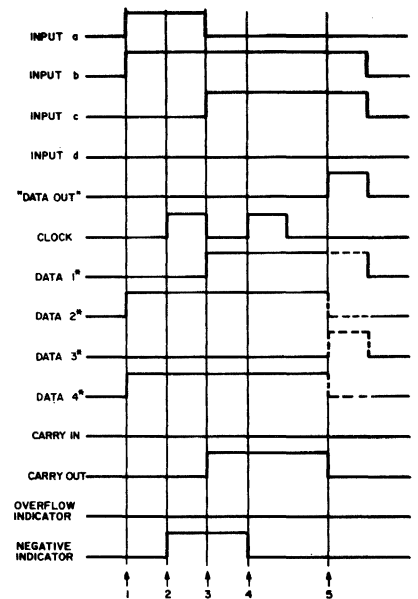 INPUT a
INPUT b
INPUT c
INPUT d
"DATA OUT"
CLOCK
DATA 1*
DATA 2*
DATA 3*
DATA 4*
CARRY IN
CARRY OUT
OVERFLOW
INDICATOR
NEGATIVE
INDICATOR
1 2 3 4 5